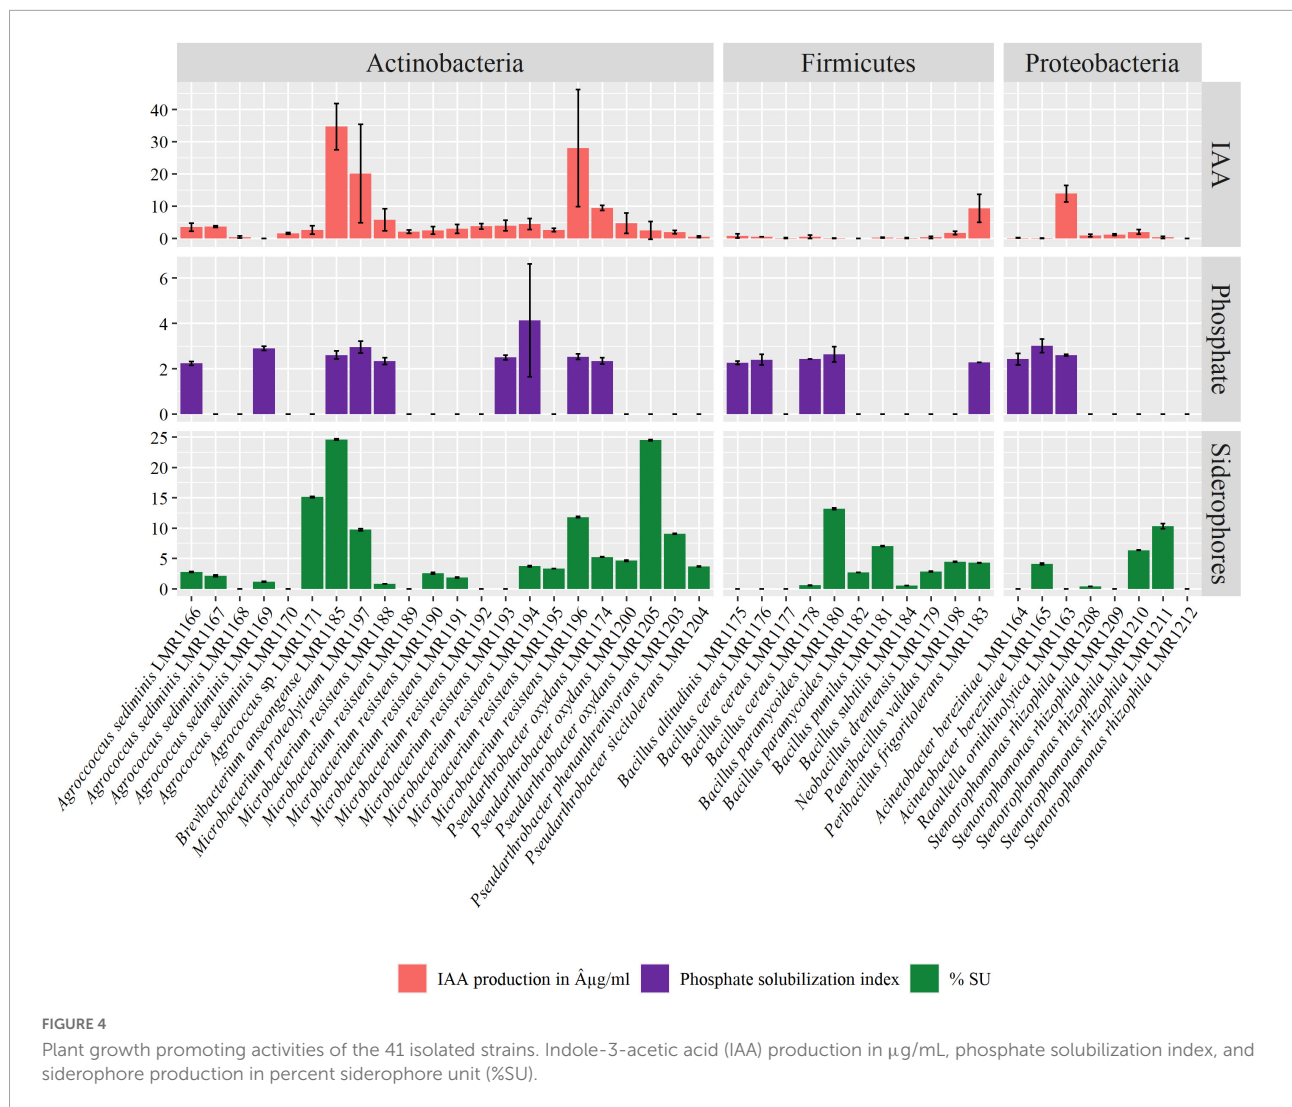 Actinobacteria
Firmicutes
Proteobacteria
IAA
40
30
20
10
0
Phosphate
6
4
2
0
Siderophores
25
20
15
10
5
0
Agroccoccus sediminis LMR1166
Agrococcus sediminis LMR1167
Agrococcus sediminis LMR1168
Agrococcus sediminis LMR1169
Agrococcus sediminis LMR1170
Agrococcus sp. LMR1171
Brevibacterium anseongense LMR1185
Microbacterium proteolyticum LMR1197
Microbacterium resistens LMR1188
Microbacterium resistens LMR1189
Microbacterium resistens LMR1190
Microbacterium resistens LMR1191
Microbacterium resistens LMR1192
Microbacterium resistens LMR1193
Microbacterium resistens LMR1194
Microbacterium resistens LMR1195
Microbacterium resistens LMR1196
Pseudarthrobacter oxydans LMR1174
Pseudarthrobacter oxydans LMR1200
Pseudarthrobacter oxydans LMR1205
Pseudarthrobacter phenanthrenivorans LMR1203
Pseudarthrobacter siccitolerans LMR1204
Bacillus altitudinis LMR1175
Bacillus cereus LMR1176
Bacillus cereus LMR1177
Bacillus cereus LMR1178
Bacillus paramycoides LMR1180
Bacillus paramycoides LMR1182
Bacillus pumilus LMR1181
Bacillus subtilis LMR1184
Neobacillus drentensis LMR1179
Paenibacillus validus LMR1198
Peribacillus frigoritolerans LMR1183
Acinetobacter bereziniae LMR1164
Acinetobacter bereziniae LMR1165
Raoultella ornithinolytica LMR1163
Stenotrophomonas rhizophila LMR1208
Stenotrophomonas rhizophila LMR1209
Stenotrophomonas rhizophila LMR1210
Stenotrophomonas rhizophila LMR1211
Stenotrophomonas rhizophila LMR1212
IAA production in Âµg/ml
Phosphate solubilization index
% SU
FIGURE 4
Plant growth promoting activities of the 41 isolated strains. Indole-3-acetic acid (IAA) production in μg/mL, phosphate solubilization index, and
siderophore production in percent siderophore unit (%SU).